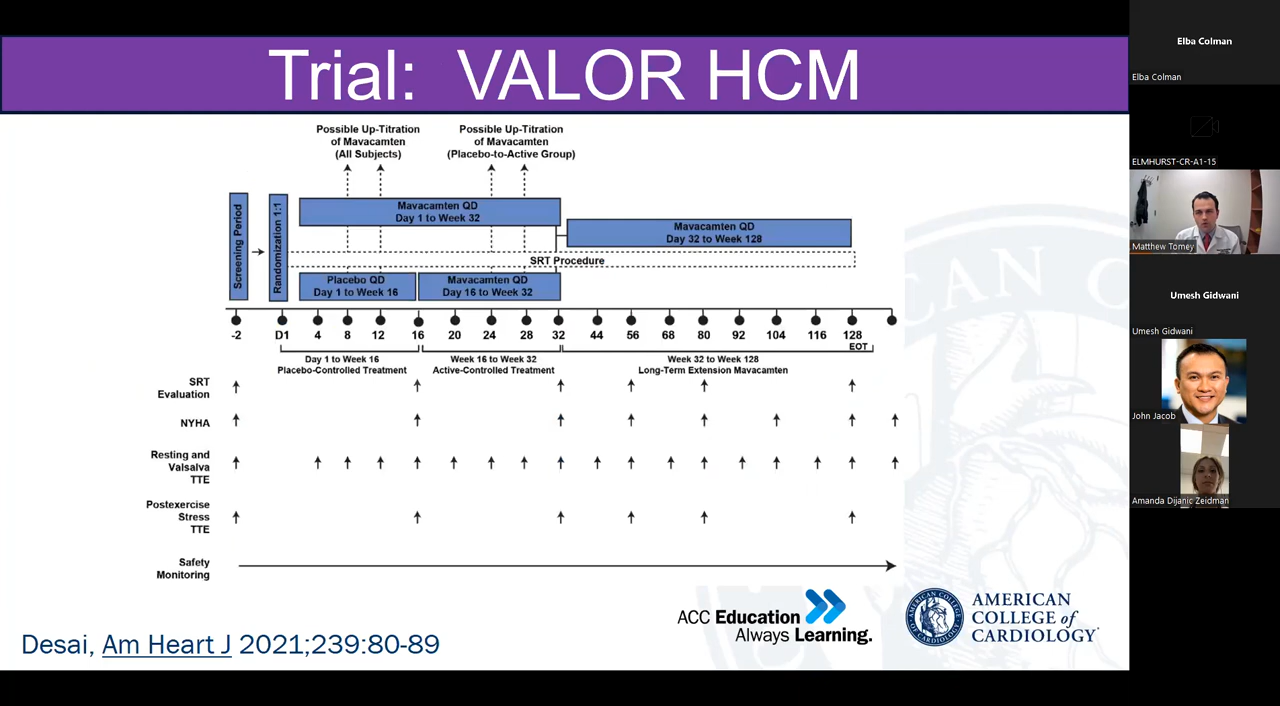 Trial: VALOR HCM
Possible Up-Titration
of Mavacamten
(All Subjects)
Possible Up-Titration
of Mavacamten
(Placebo-to-Active Group)
Screening Period
Randomization 1:1
Mavacamten QD
Day 1 to Week 32
Mavacamten QD
Day 32 to Week 128
SRT Procedure
Placebo QD
Day 1 to Week 16
Mavacamten QD
Day 16 to Week 32
-2 D1 4 8 12 16 20 24 28 32 44 56 68 80 92 104 116 128
EOT
Day 1 to Week 16
Placebo-Controlled Treatment
Week 16 to Week 32
Active-Controlled Treatment
Week 32 to Week 128
Long-Term Extension Mavacamten
SRT
Evaluation
NYHA
Resting and
Valsalva
TTE
Postexercise
Stress
TTE
Safety
Monitoring
Desai, Am Heart J 2021;239:80-89
ACC Education
Always Learning.
AMERICAN
COLLEGE of
CARDIOLOGY
Elba Colman
Elba Colman
ELMHURST-CR-A1-15
Matthew Tomey
Umesh Gidwani
Umesh Gidwani
John Jacob
Amanda Dijanic Zeidman